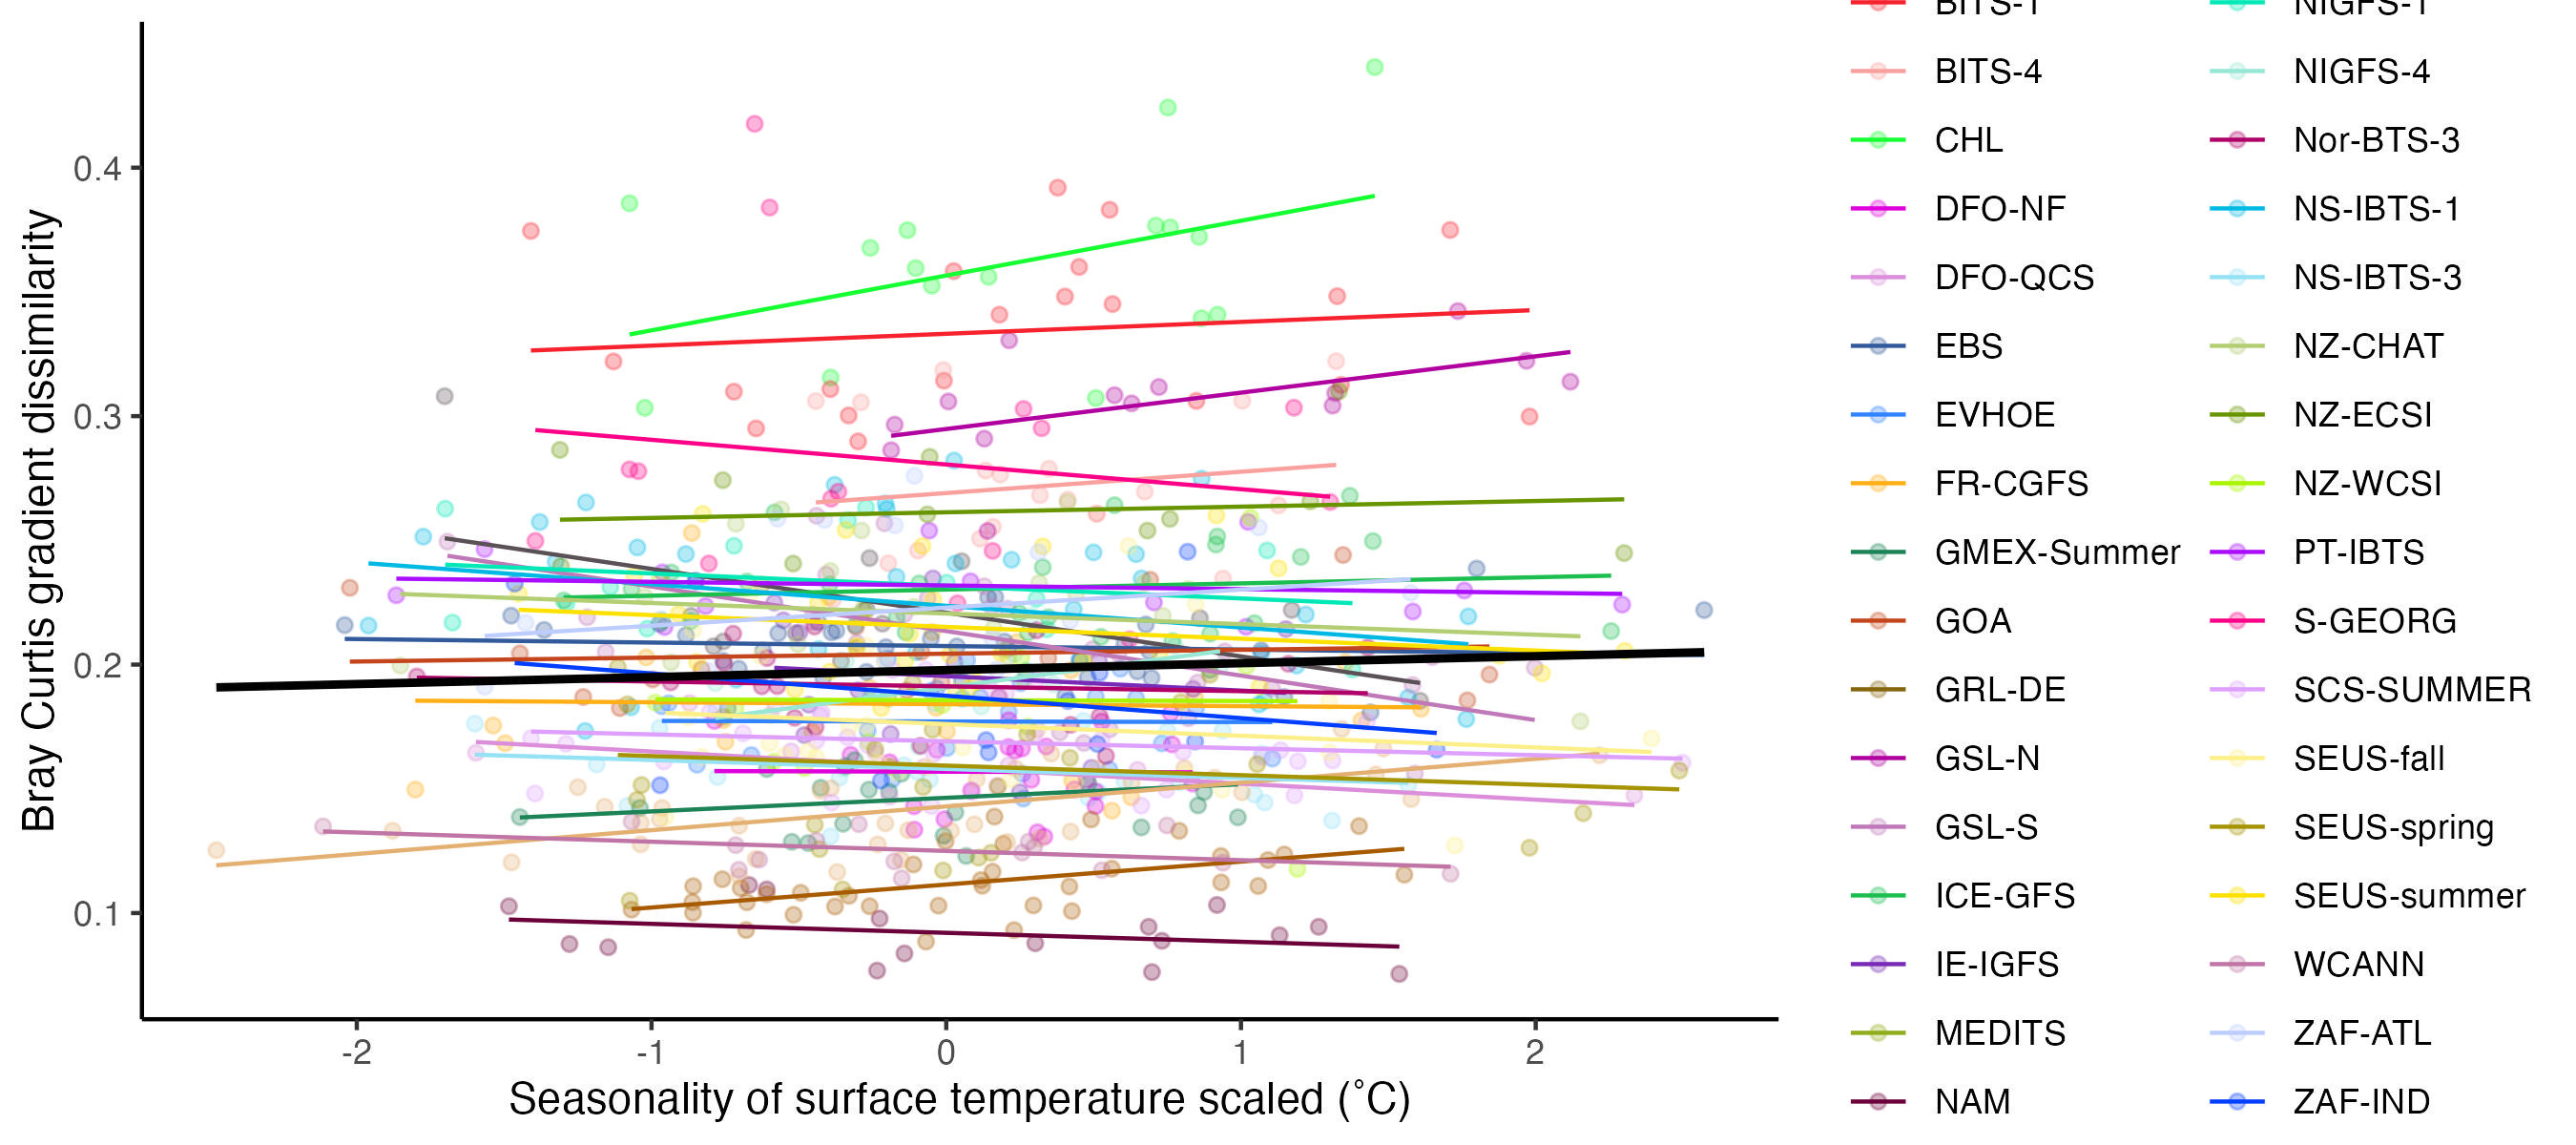 BITS-1 NIGFS-1
BITS-4 NIGFS-4
CHL Nor-BTS-3
DFO-NF NS-IBTS-1
DFO-QCS NS-IBTS-3
EBS NZ-CHAT
EVHOE NZ-ECSI
FR-CGFS NZ-WCSI
GMEX-Summer PT-IBTS
GOA S-GEORG
GRL-DE SCS-SUMMER
GSL-N SEUS-fall
GSL-S SEUS-spring
ICE-GFS SEUS-summer
IE-IGFS WCANN
MEDITS ZAF-ATL
NAM ZAF-IND
Bray Curtis gradient dissimilarity
0.4
0.3
0.2
0.1
-2 -1 0 1 2
Seasonality of surface temperature scaled (°C)